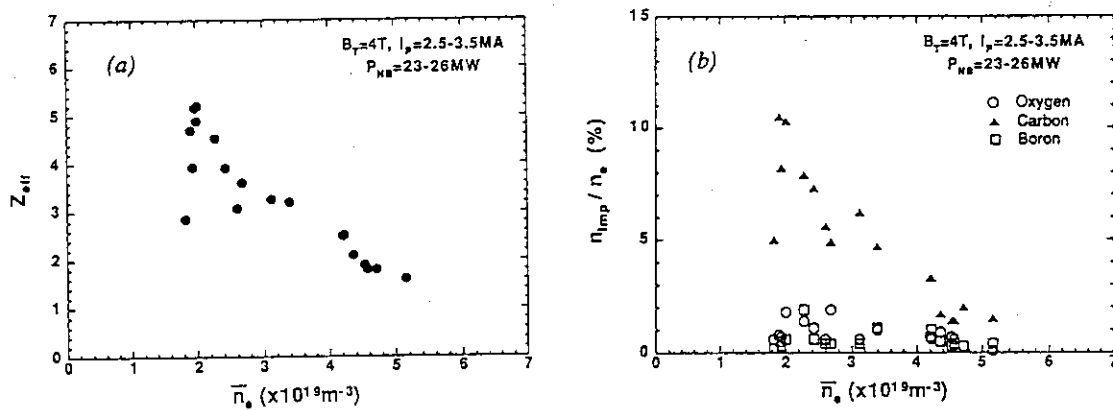 (a)
B_T=4T, I_P=2.5-3.5MA
P_NB=23-26MW
7
6
5
4
3
2
1
0
Z_eff
0 1 2 3 4 5 6 7
n̅_e (x10^19 m^-3)
(b)
B_T=4T, I_P=2.5-3.5MA
P_NB=23-26MW
○ Oxygen
▲ Carbon
□ Boron
15
10
5
0
n_imp / n_e (%)
0 1 2 3 4 5 6 7
n̅_e (x10^19 m^-3)